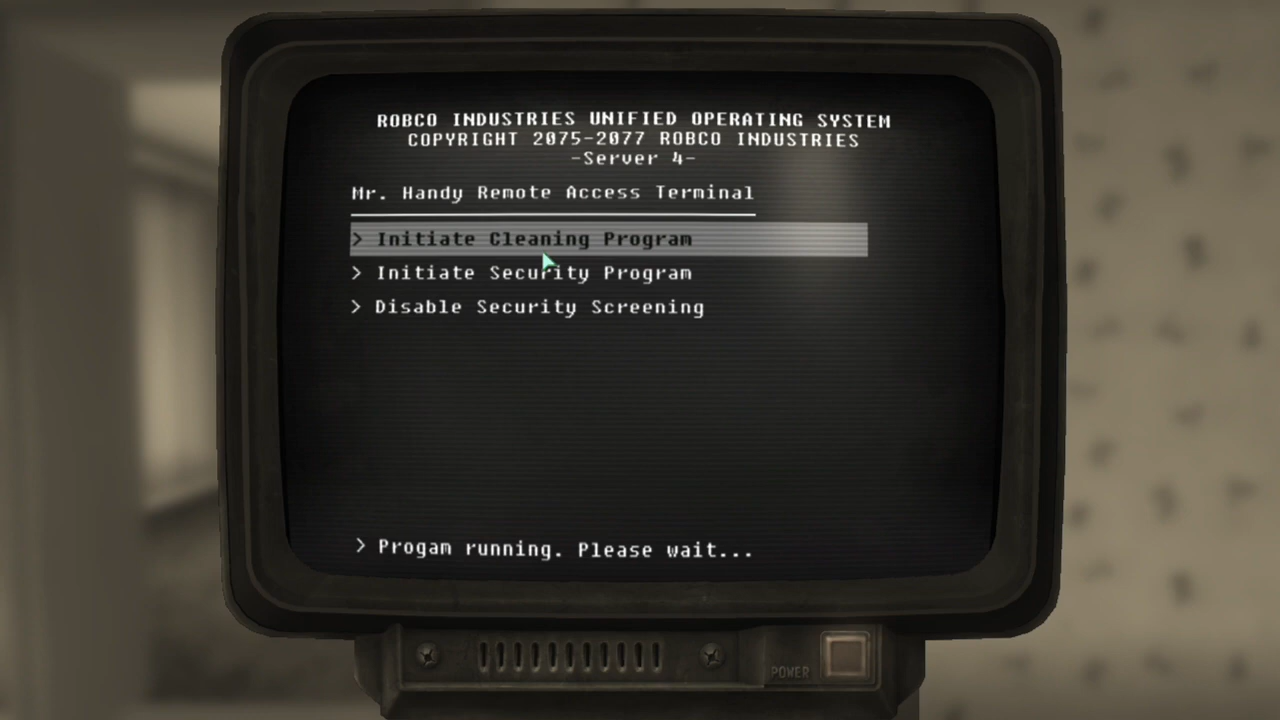 ROBCO INDUSTRIES UNIFIED OPERATING SYSTEM
COPYRIGHT 2075-2077 ROBCO INDUSTRIES
-Server 4-
Mr. Handy Remote Access Terminal
> Initiate Cleaning Program
> Initiate Security Program
> Disable Security Screening
> Progam running. Please wait...
POWER